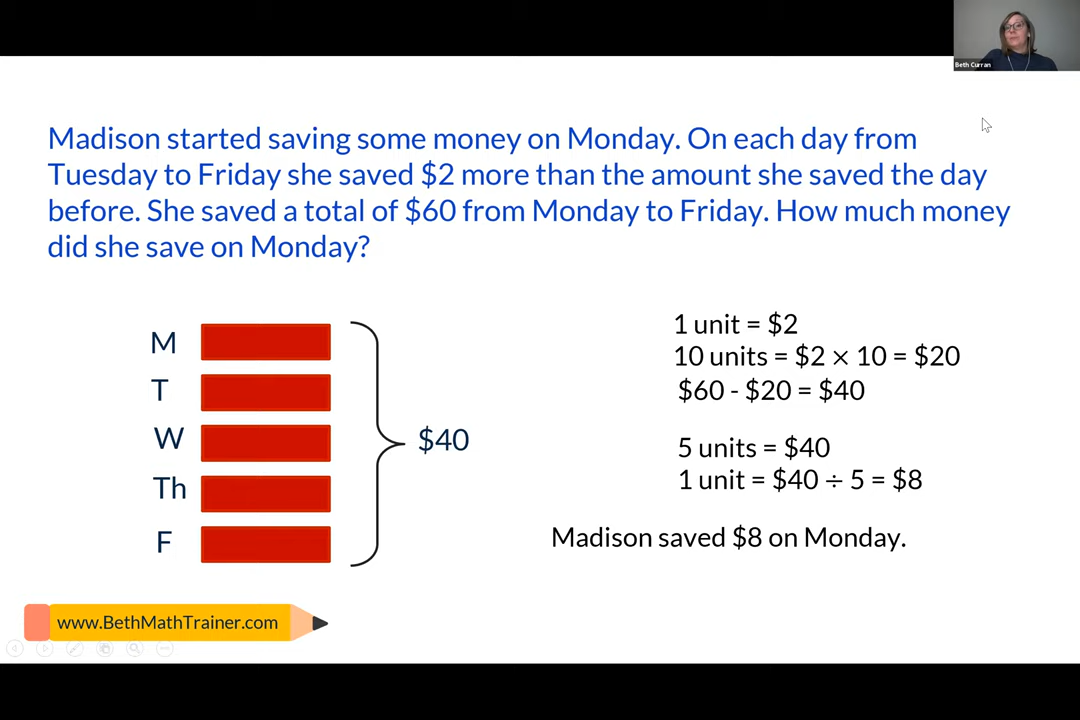 Beth Curran
Madison started saving some money on Monday. On each day from
Tuesday to Friday she saved $2 more than the amount she saved the day
before. She saved a total of $60 from Monday to Friday. How much money
did she save on Monday?
M
T
W
Th
F
$40
1 unit = $2
10 units = $2 × 10 = $20
$60 - $20 = $40
5 units = $40
1 unit = $40 ÷ 5 = $8
Madison saved $8 on Monday.
www.BethMathTrainer.com